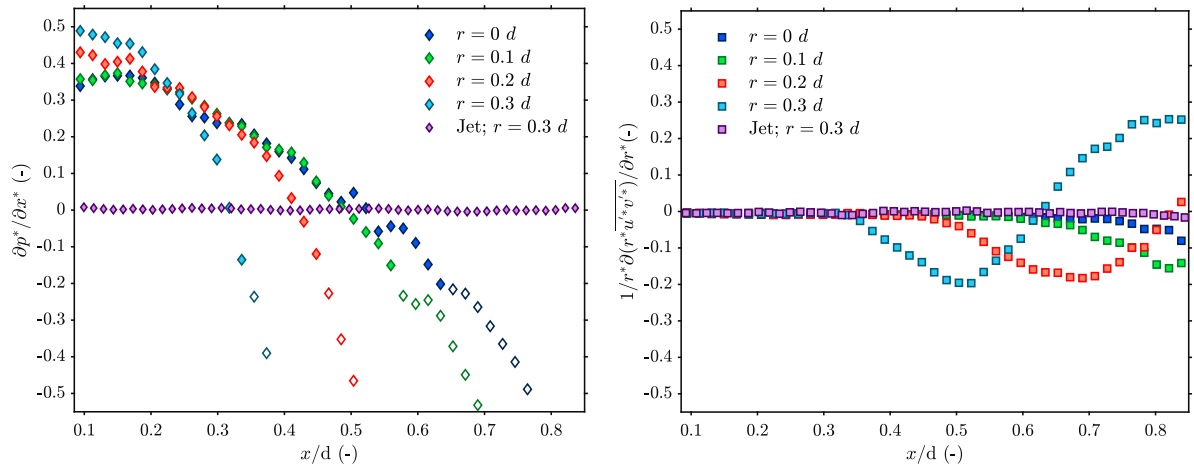 0.5
0.4
0.3
0.2
0.1
0
-0.1
-0.2
-0.3
-0.4
-0.5
∂p*/∂x* (-)
0.1 0.2 0.3 0.4 0.5 0.6 0.7 0.8
x/d (-)
r = 0 d
r = 0.1 d
r = 0.2 d
r = 0.3 d
Jet; r = 0.3 d
0.5
0.4
0.3
0.2
0.1
0
-0.1
-0.2
-0.3
-0.4
-0.5
1/r*∂(r*u'*v'*)/∂r*(-)
0.1 0.2 0.3 0.4 0.5 0.6 0.7 0.8
x/d (-)
r = 0 d
r = 0.1 d
r = 0.2 d
r = 0.3 d
Jet; r = 0.3 d